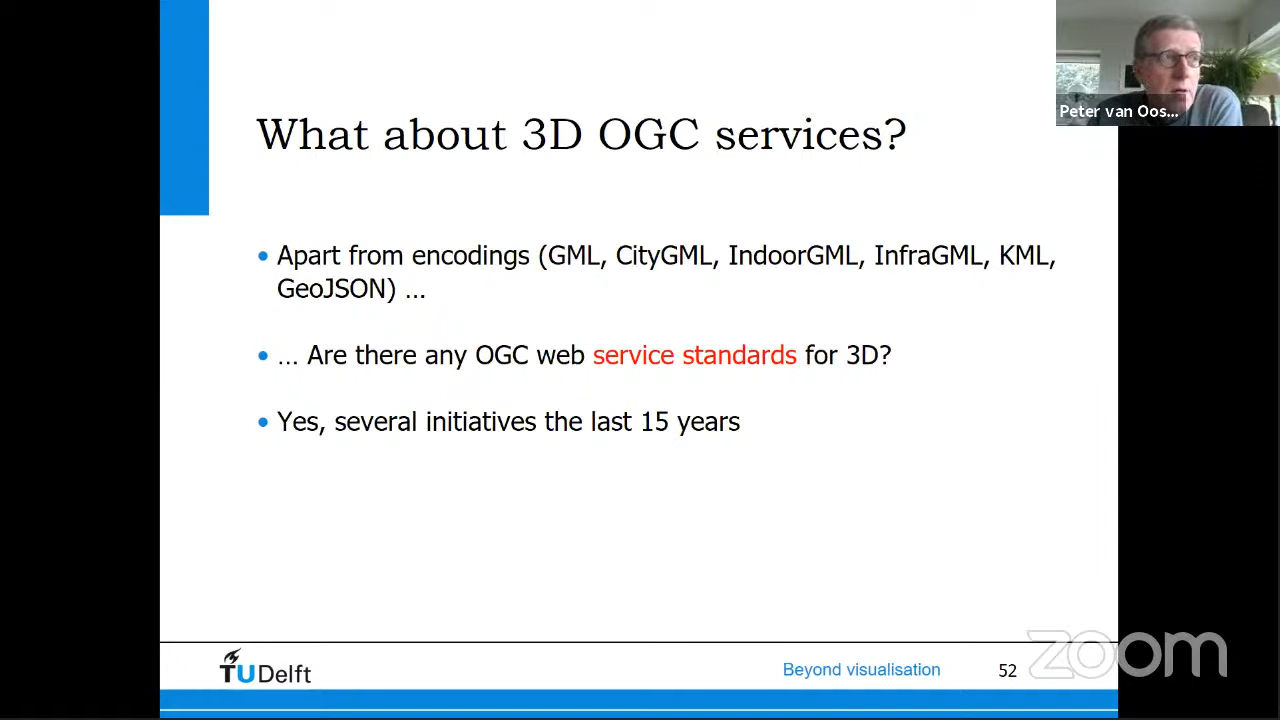 Peter van Oos...
What about 3D OGC services?
• Apart from encodings (GML, CityGML, IndoorGML, InfraGML, KML,
GeoJSON) …
• … Are there any OGC web service standards for 3D?
• Yes, several initiatives the last 15 years
TUDelft
Beyond visualisation
52
zoom